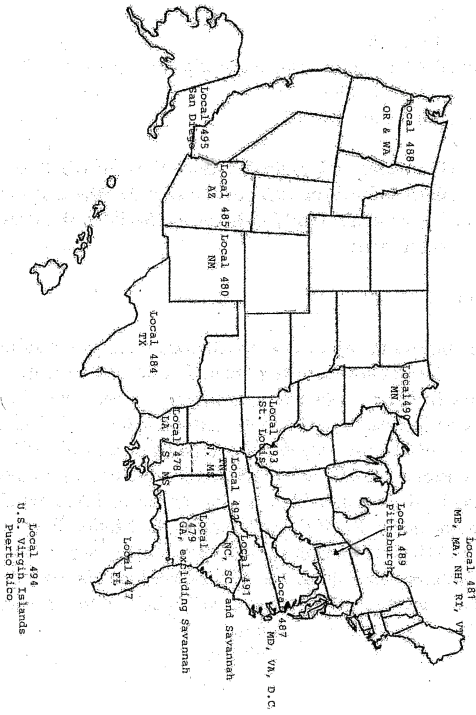 Local 481
ME, MA, NH, RI, VT
Local 488
OR & WA
Local 490
MN
Local 489
Pittsburgh
Local 495
San Diego
Local 485
AZ
Local 480
NM
Local 493
St. Louis
Local 487
MD, VA, D.C.
Local 491
NC, SC, and Savannah
Local
TN,
MS
Local 484
TX
Local 478
LA & S. MS
Local
479
GA, excluding Savannah
Local 477
FL
Local 494
U.S. Virgin Islands
Puerto Rico